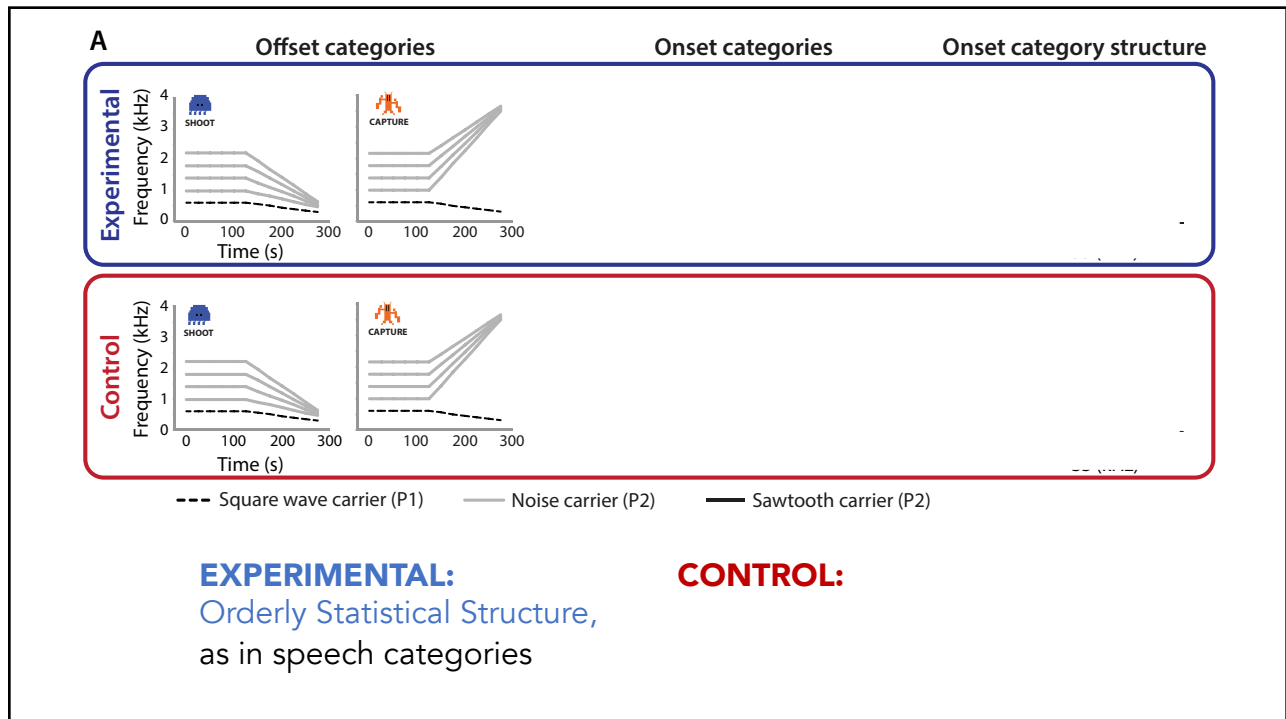 A
Offset categories
Onset categories
Onset category structure
Experimental
Frequency (kHz)
4
3
2
1
0
SHOOT
0 100 200 300
Time (s)
CAPTURE
0 100 200 300
-
Control
Frequency (kHz)
4
3
2
1
0
SHOOT
0 100 200 300
Time (s)
CAPTURE
0 100 200 300
-
Square wave carrier (P1)
Noise carrier (P2)
Sawtooth carrier (P2)
EXPERIMENTAL:
Orderly Statistical Structure,
as in speech categories
CONTROL: